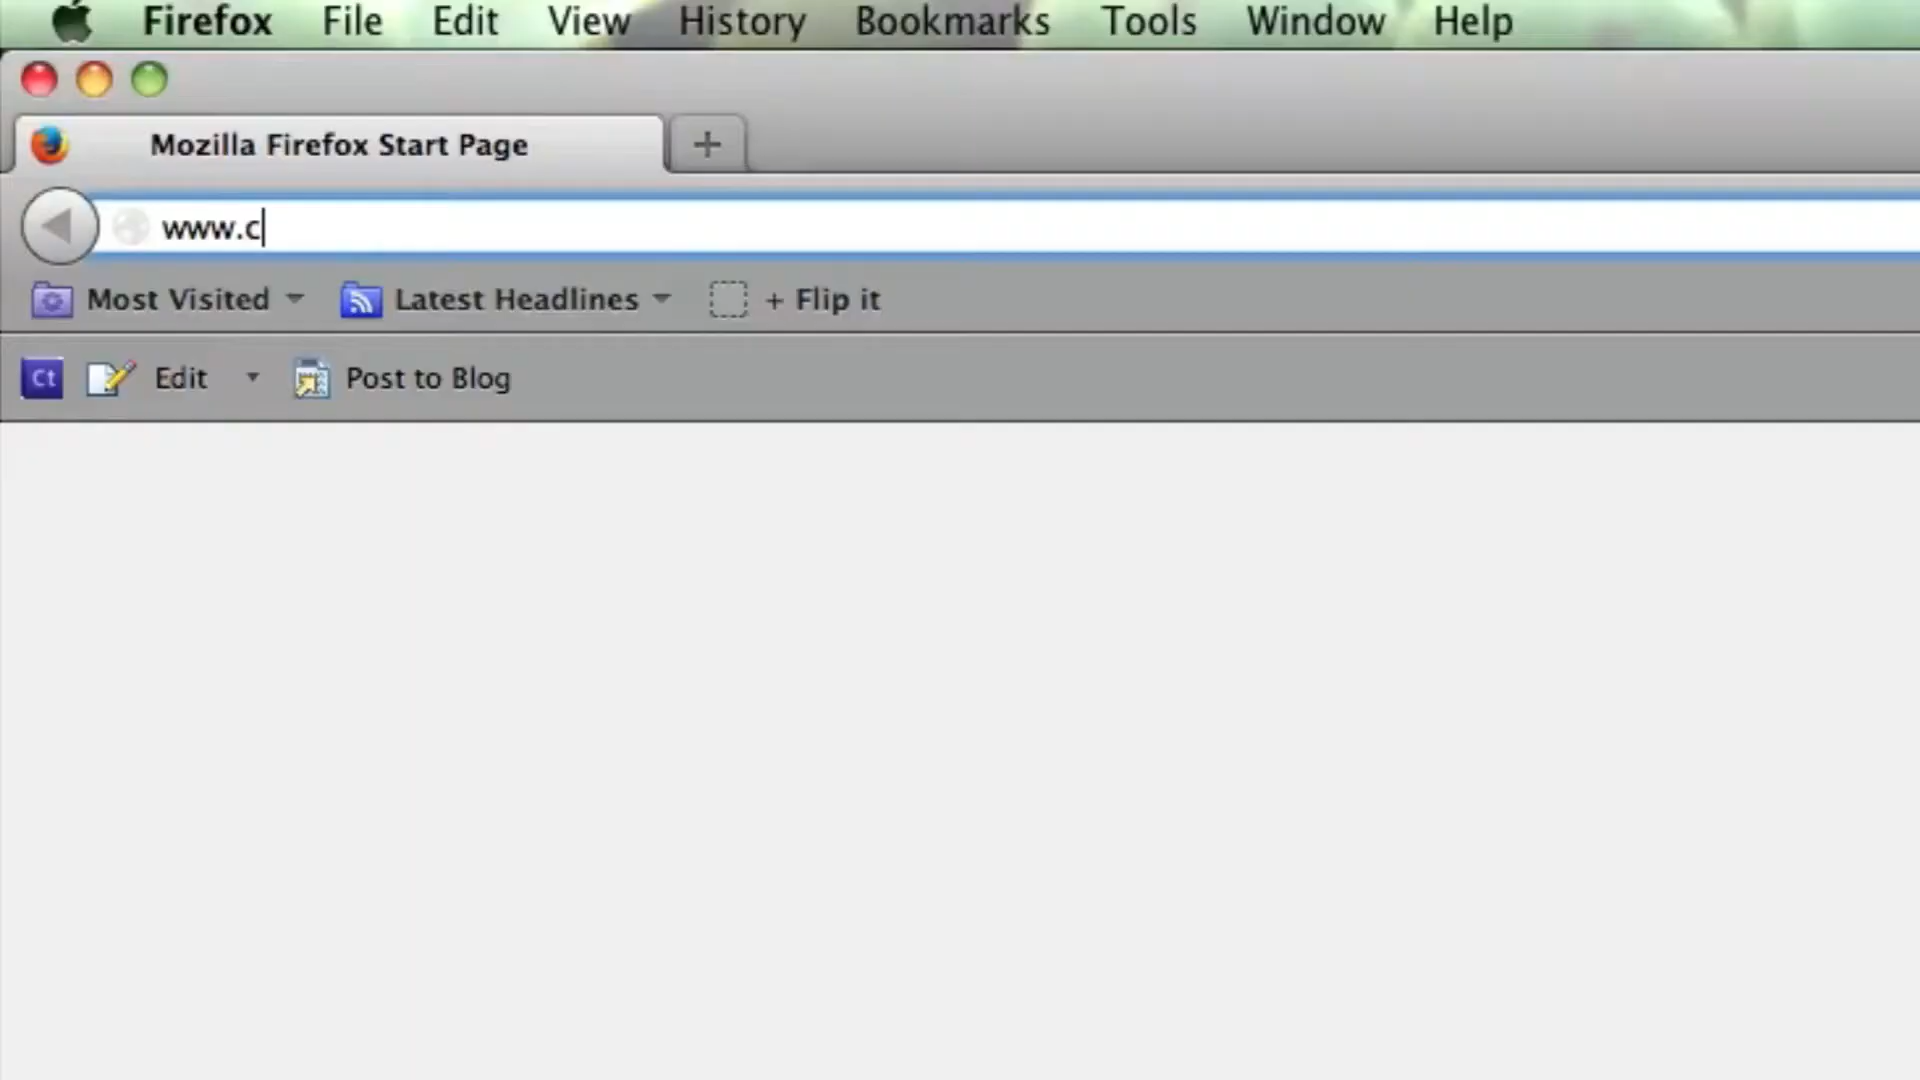 Firefox File Edit View History Bookmarks Tools Window Help
Mozilla Firefox Start Page +
www.c
Most Visited Latest Headlines + Flip it
Ct Edit Post to Blog